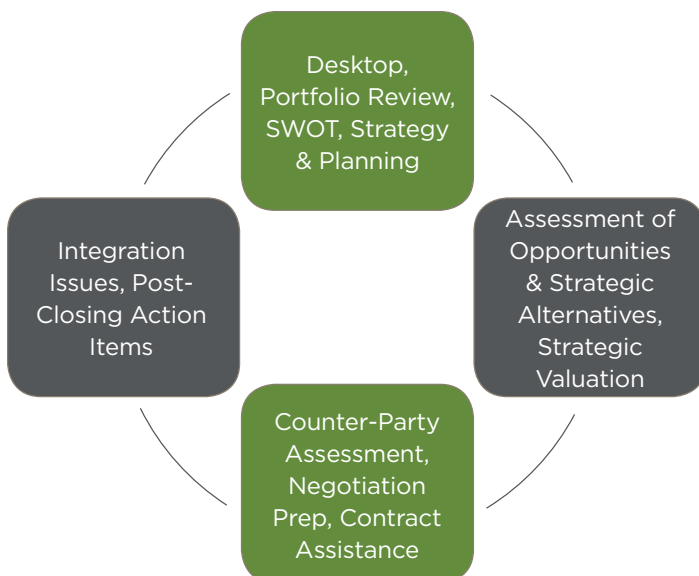 Desktop,
Portfolio Review,
SWOT, Strategy
& Planning
Assessment of
Opportunities
& Strategic
Alternatives,
Strategic
Valuation
Counter-Party
Assessment,
Negotiation
Prep, Contract
Assistance
Integration
Issues, Post-
Closing Action
Items